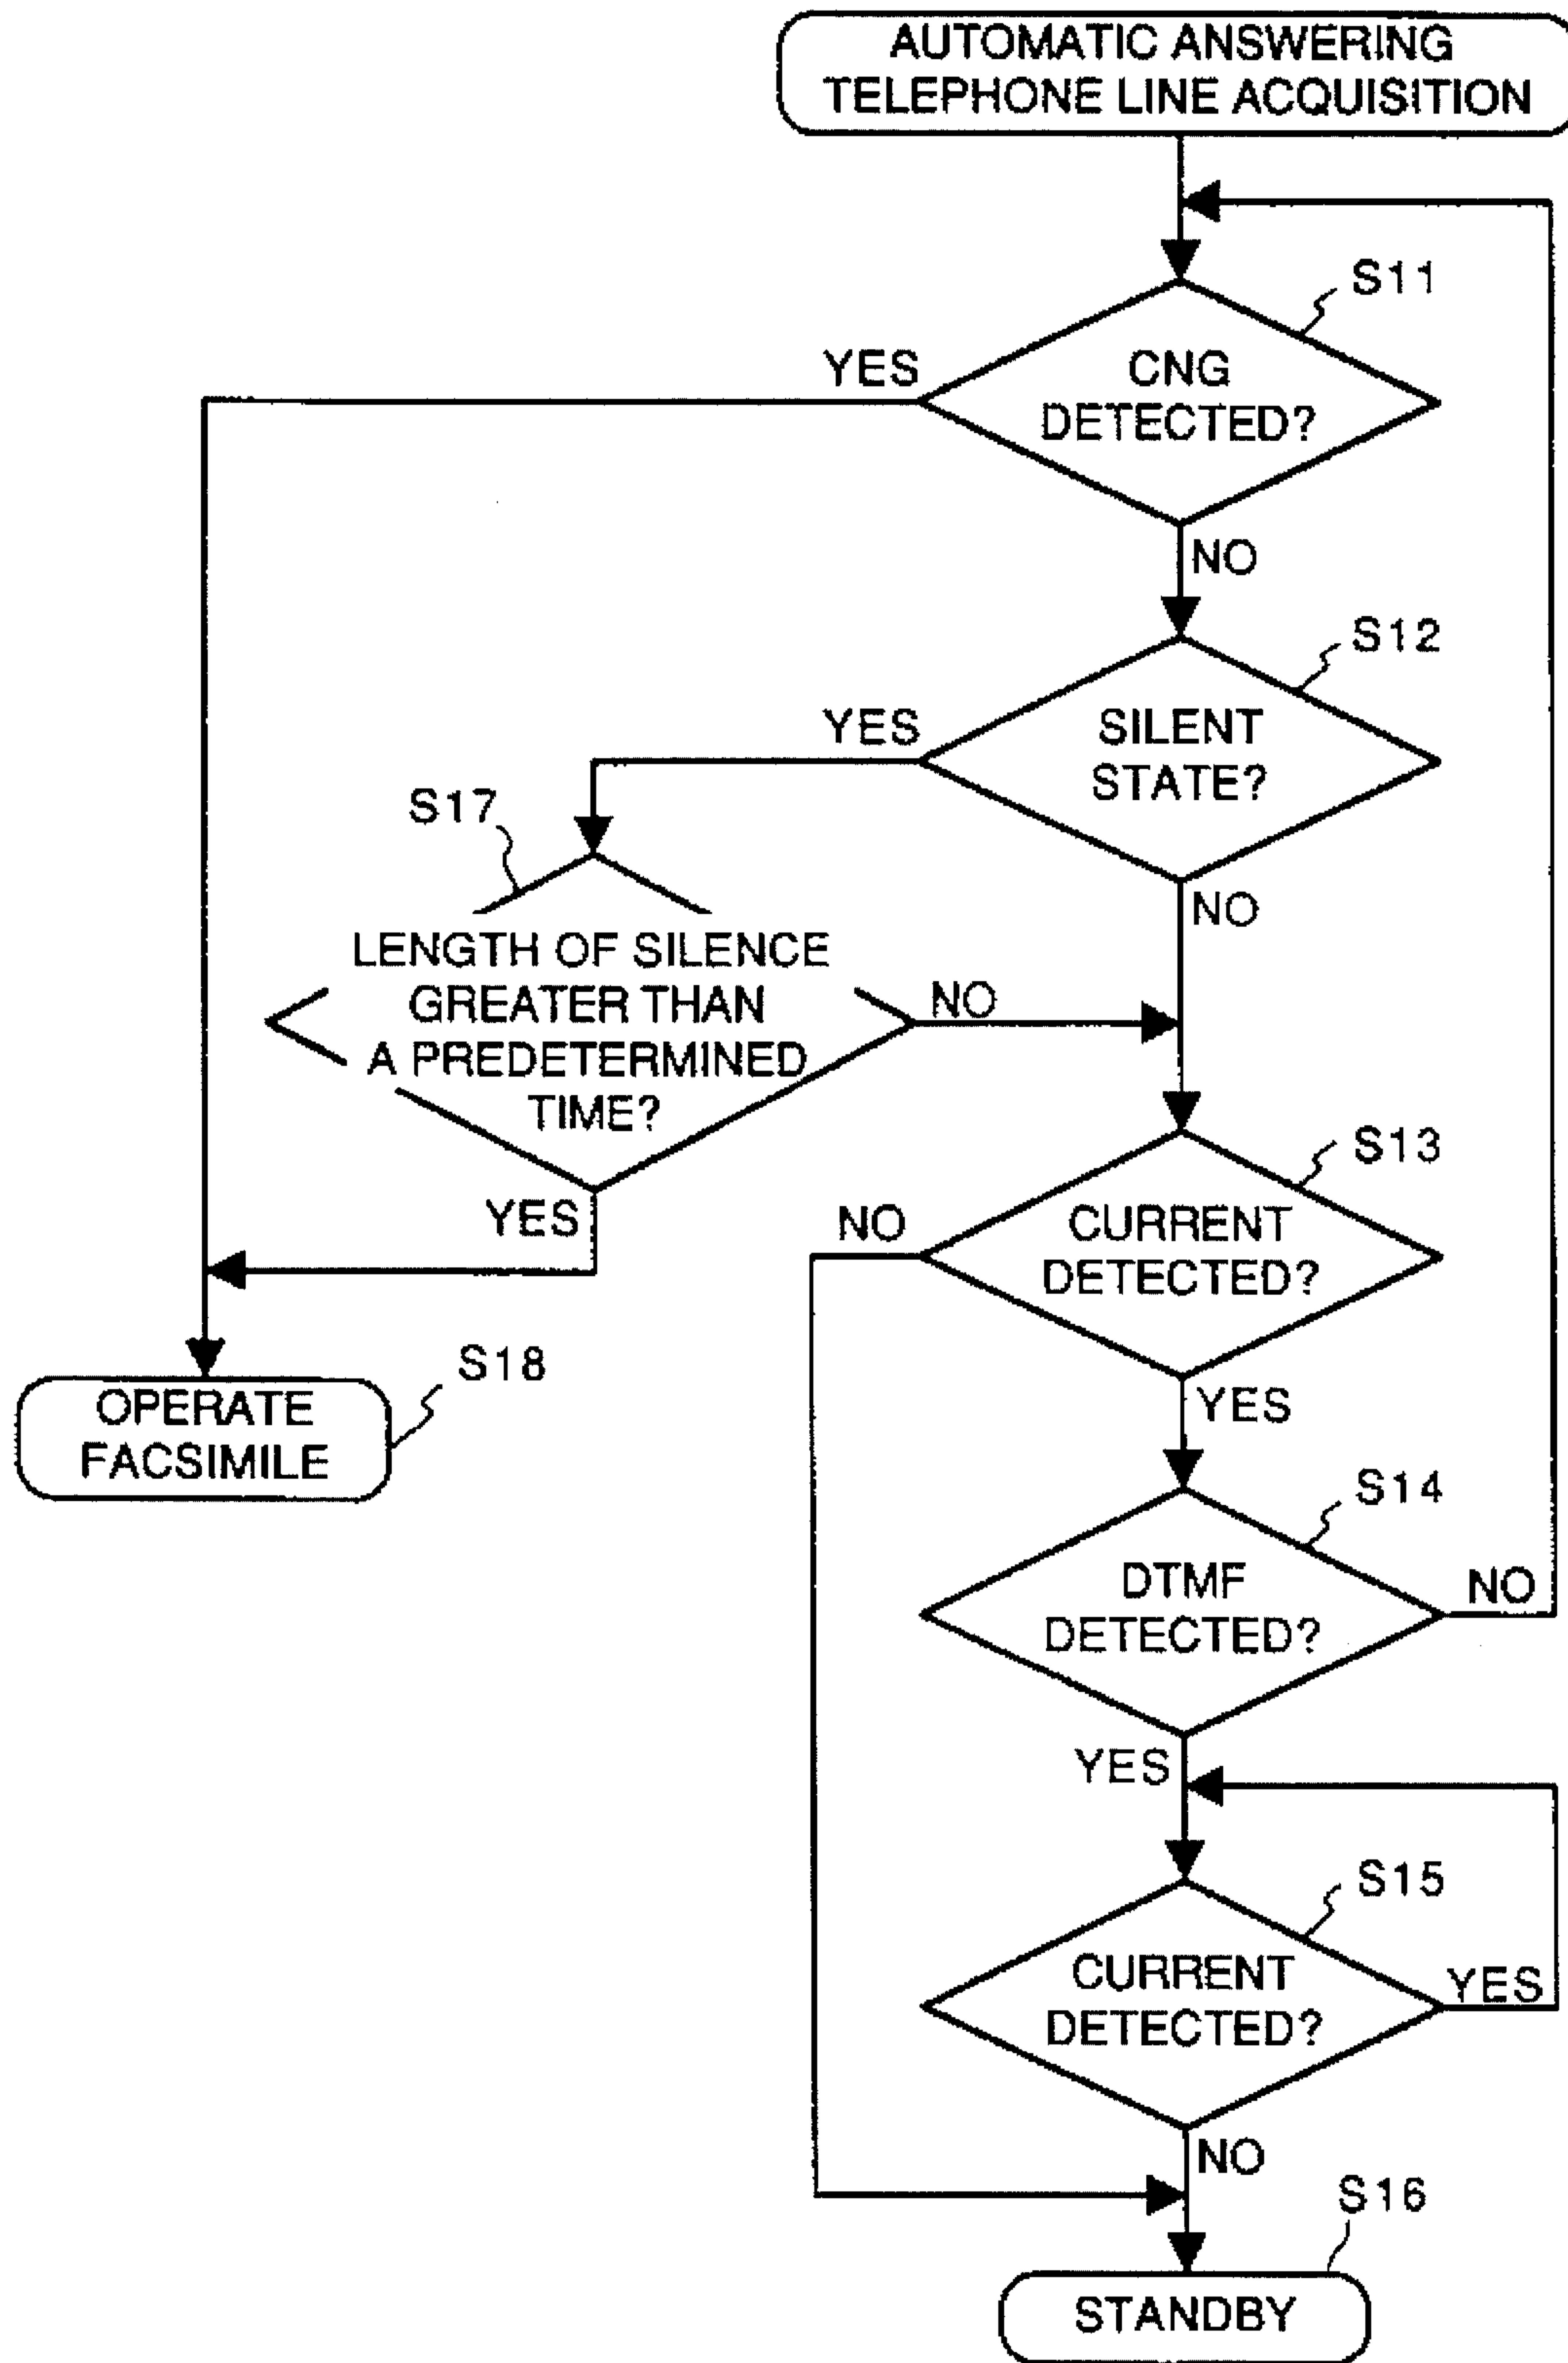 AUTOMATIC ANSWERING
TELEPHONE LINE ACQUISITION
S11
YES
CNG
DETECTED?
NO
S12
YES
SILENT
STATE?
S17
NO
LENGTH OF SILENCE
GREATER THAN
A PREDETERMINED
TIME?
NO
S13
YES
NO
CURRENT
DETECTED?
S18
OPERATE
FACSIMILE
YES
S14
DTMF
DETECTED?
NO
YES
S15
CURRENT
DETECTED?
YES
NO
S16
STANDBY